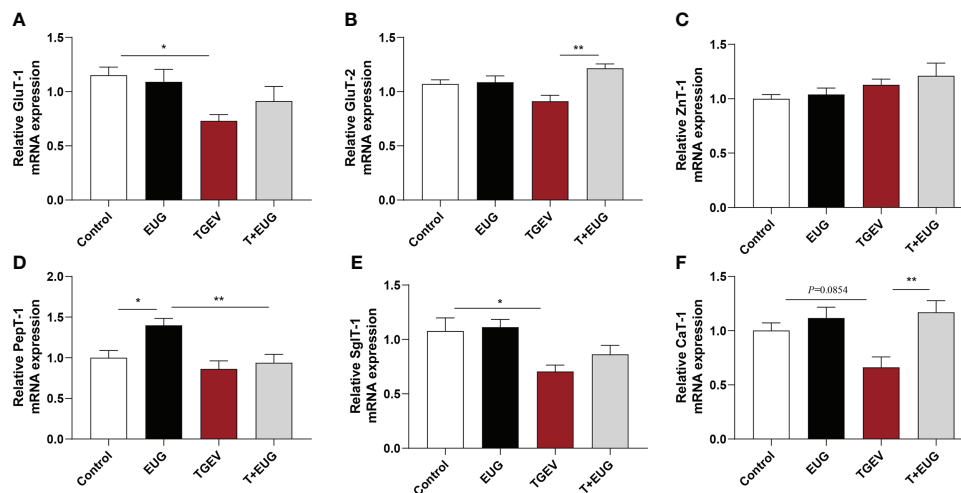 A
Relative GluT-1
mRNA expression
1.5
1.0
0.5
0.0
*
Control
EUG
TGEV
T+EUG
B
Relative GluT-2
mRNA expression
1.5
1.0
0.5
0.0
**
Control
EUG
TGEV
T+EUG
C
Relative ZnT-1
mRNA expression
1.5
1.0
0.5
0.0
Control
EUG
TGEV
T+EUG
D
Relative PepT-1
mRNA expression
2.0
1.5
1.0
0.5
0.0
*
**
Control
EUG
TGEV
T+EUG
E
Relative SglT-1
mRNA expression
1.5
1.0
0.5
0.0
*
Control
EUG
TGEV
T+EUG
F
Relative CaT-1
mRNA expression
1.5
1.0
0.5
0.0
P=0.0854
**
Control
EUG
TGEV
T+EUG